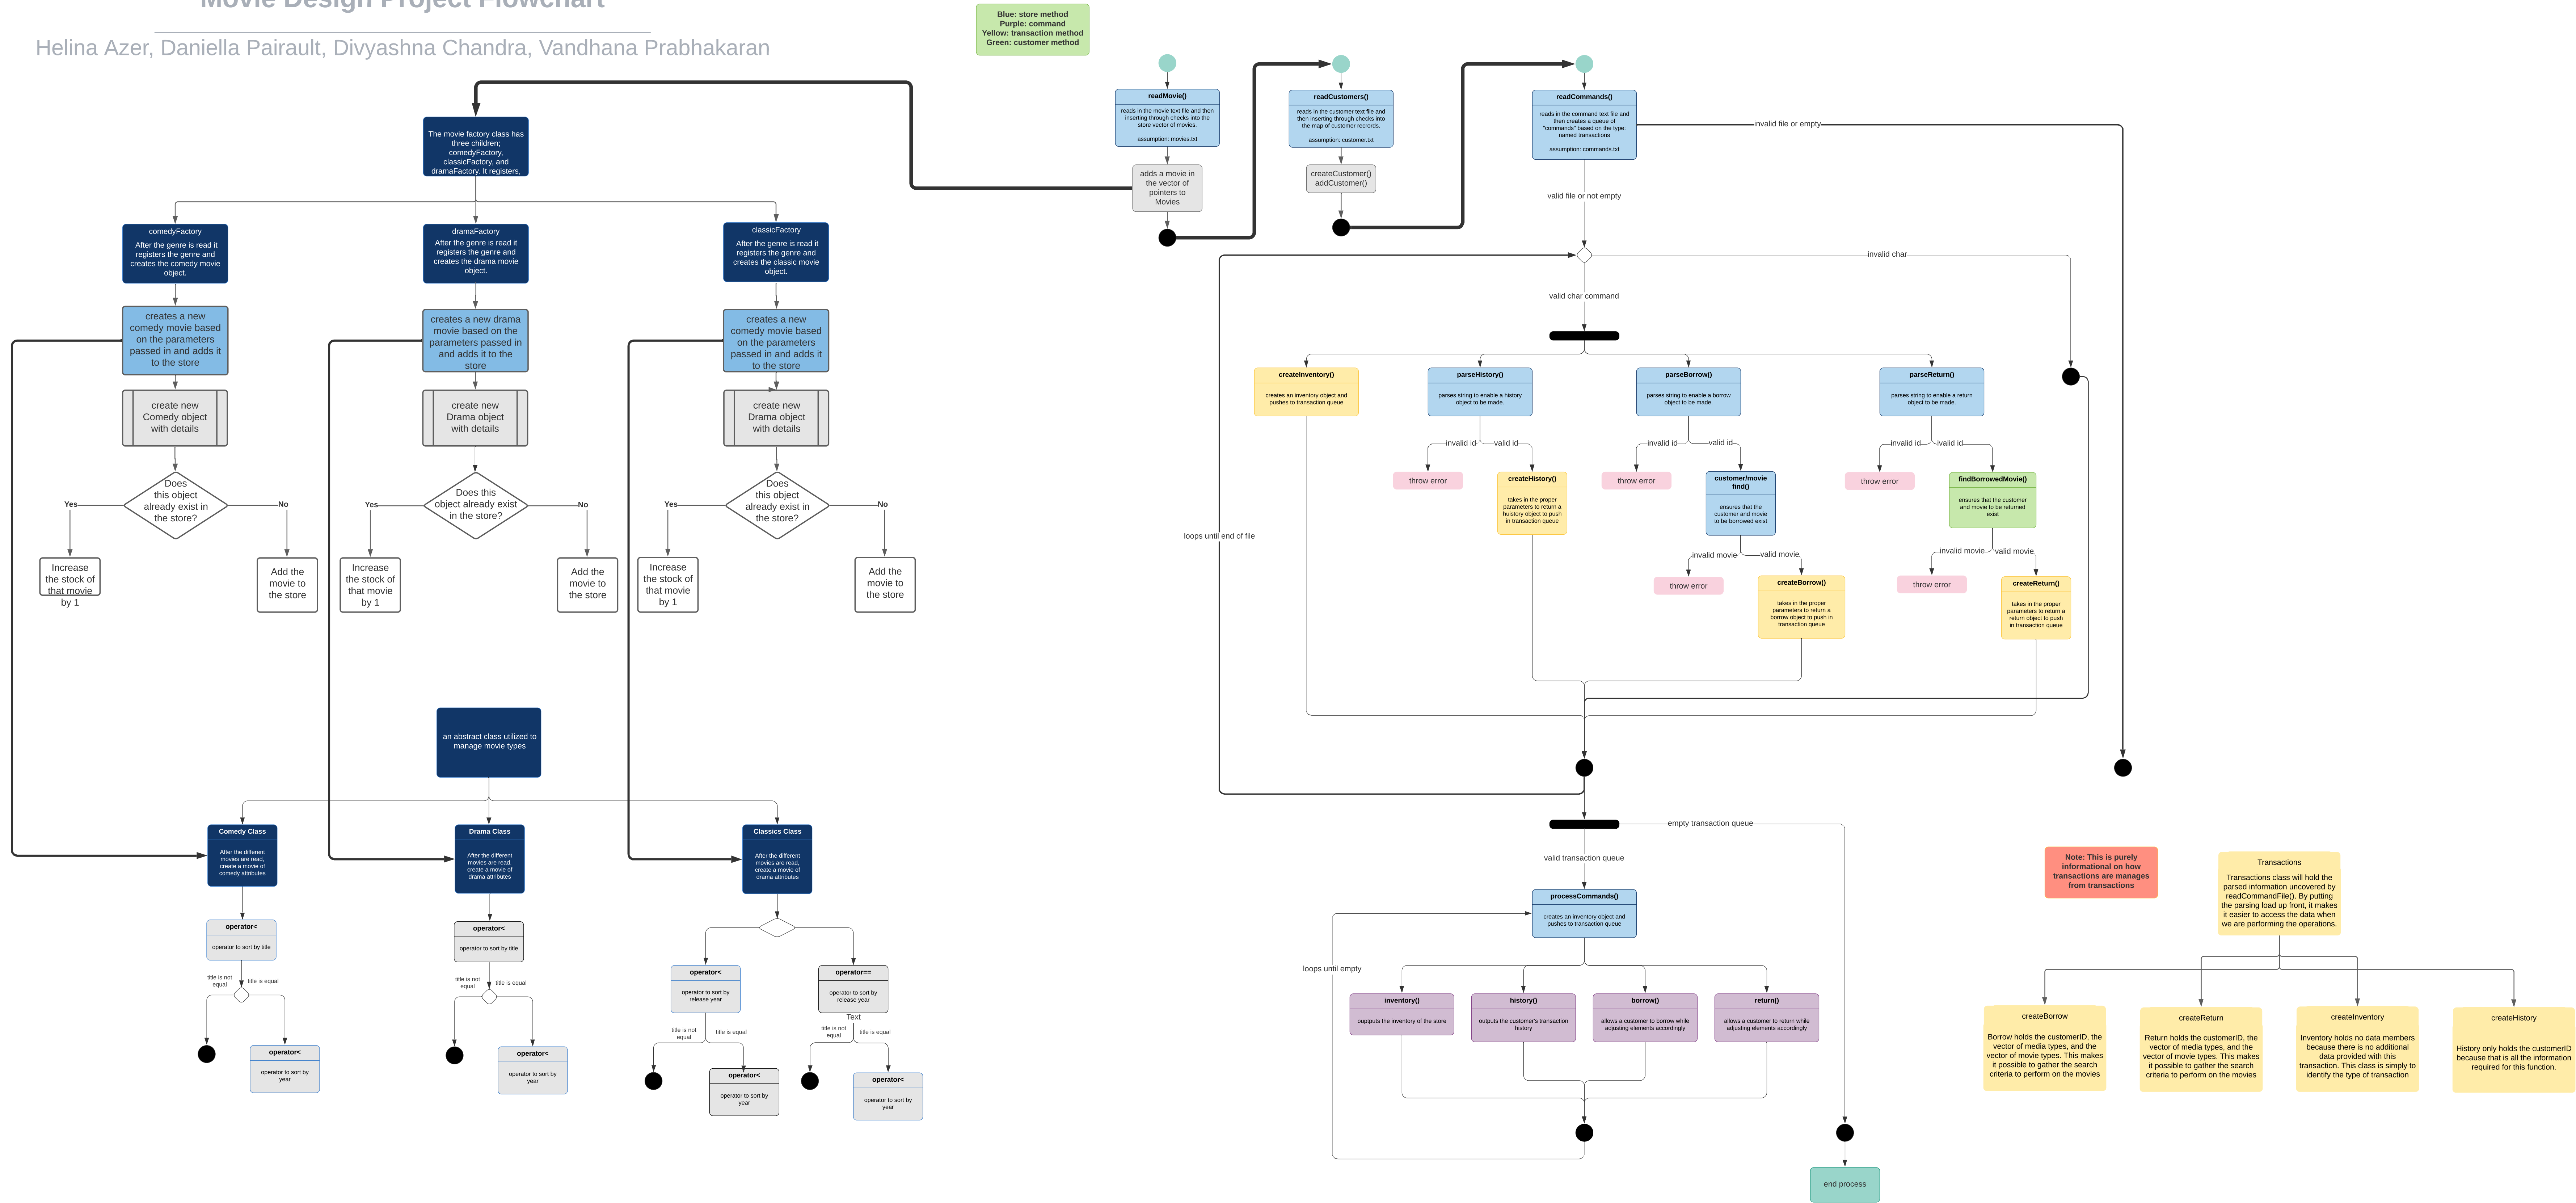 Movie Design Project Flowchart
Helina Azer, Daniella Pairault, Divyashna Chandra, Vandhana Prabhakaran
Blue: store method
Purple: command
Yellow: transaction method
Green: customer method
The movie factory class has
three children;
comedyFactory,
classicFactory, and
dramaFactory. It registers,
comedyFactory
After the genre is read it
registers the genre and
creates the comedy movie
object.
dramaFactory
After the genre is read it
registers the genre and
creates the drama movie
object.
classicFactory
After the genre is read it
registers the genre and
creates the classic movie
object.
creates a new
comedy movie based
on the parameters
passed in and adds it
to the store
creates a new drama
movie based on the
parameters passed in
and adds it to the
store
creates a new
comedy movie based
on the parameters
passed in and adds it
to the store
create new
Comedy object
with details
create new
Drama object
with details
create new
Drama object
with details
Does
this object
already exist in
the store?
Yes
No
Does this
object already exist
in the store?
Yes
No
Does
this object
already exist in
the store?
Yes
No
Increase
the stock of
that movie
by 1
Add the
movie to
the store
Increase
the stock of
that movie
by 1
Add the
movie to
the store
Increase
the stock of
that movie
by 1
Add the
movie to
the store
an abstract class utilized to
manage movie types
Comedy Class
After the different
movies are read,
create a movie of
comedy attributes
Drama Class
After the different
movies are read,
create a movie of
drama attributes
Classics Class
After the different
movies are read,
create a movie of
drama attributes
operator<
operator to sort by title
title is not
equal
title is equal
operator<
operator to sort by
year
operator<
operator to sort by title
title is not
equal
title is equal
operator<
operator to sort by
year
operator<
operator to sort by
release year
title is not
equal
title is equal
operator<
operator to sort by
year
operator==
operator to sort by
release year
Text
title is not
equal
title is equal
operator<
operator to sort by
year
readMovie()
reads in the movie text file and then
inserting through checks into the
store vector of movies.
assumption: movies.txt
adds a movie in
the vector of
pointers to
Movies
readCustomers()
reads in the customer text file and
then inserting through checks into
the map of customer recrords.
assumption: customer.txt
createCustomer()
addCustomer()
readCommands()
reads in the command text file and
then creates a queue of
"commands" based on the type:
named transactions
assumption: commands.txt
invalid file or empty
valid file or not empty
invalid char
valid char command
createInventory()
creates an inventory object and
pushes to transaction queue
parseHistory()
parses string to enable a history
object to be made.
parseBorrow()
parses string to enable a borrow
object to be made.
parseReturn()
parses string to enable a return
object to be made.
invalid id
valid id
throw error
createHistory()
takes in the proper
parameters to return a
huistory object to push
in transaction queue
invalid id
valid id
throw error
customer/movie
find()
ensures that the
customer and movie
to be borrowed exist
invalid id
ivalid id
throw error
findBorrowedMovie()
ensures that the customer
and movie to be returned
exist
loops until end of file
invalid movie
valid movie
throw error
createBorrow()
takes in the proper
parameters to return a
borrow object to push in
transaction queue
invalid movie
valid movie
throw error
createReturn()
takes in the proper
parameters to return a
return object to push
in transaction queue
empty transaction queue
valid transaction queue
processCommands()
creates an inventory object and
pushes to transaction queue
loops until empty
inventory()
ouptputs the inventory of the store
history()
outputs the customer's transaction
history
borrow()
allows a customer to borrow while
adjusting elements accordingly
return()
allows a customer to return while
adjusting elements accordingly
end process
Note: This is purely
informational on how
transactions are manages
from transactions
Transactions
Transactions class will hold the
parsed information uncovered by
readCommandFile(). By putting
the parsing load up front, it makes
it easier to access the data when
we are performing the operations.
createBorrow
Borrow holds the customerID, the
vector of media types, and the
vector of movie types. This makes
it possible to gather the search
criteria to perform on the movies
createReturn
Return holds the customerID, the
vector of media types, and the
vector of movie types. This makes
it possible to gather the search
criteria to perform on the movies
createInventory
Inventory holds no data members
because there is no additional
data provided with this
transaction. This class is simply to
identify the type of transaction
createHistory
History only holds the customerID
because that is all the information
required for this function.